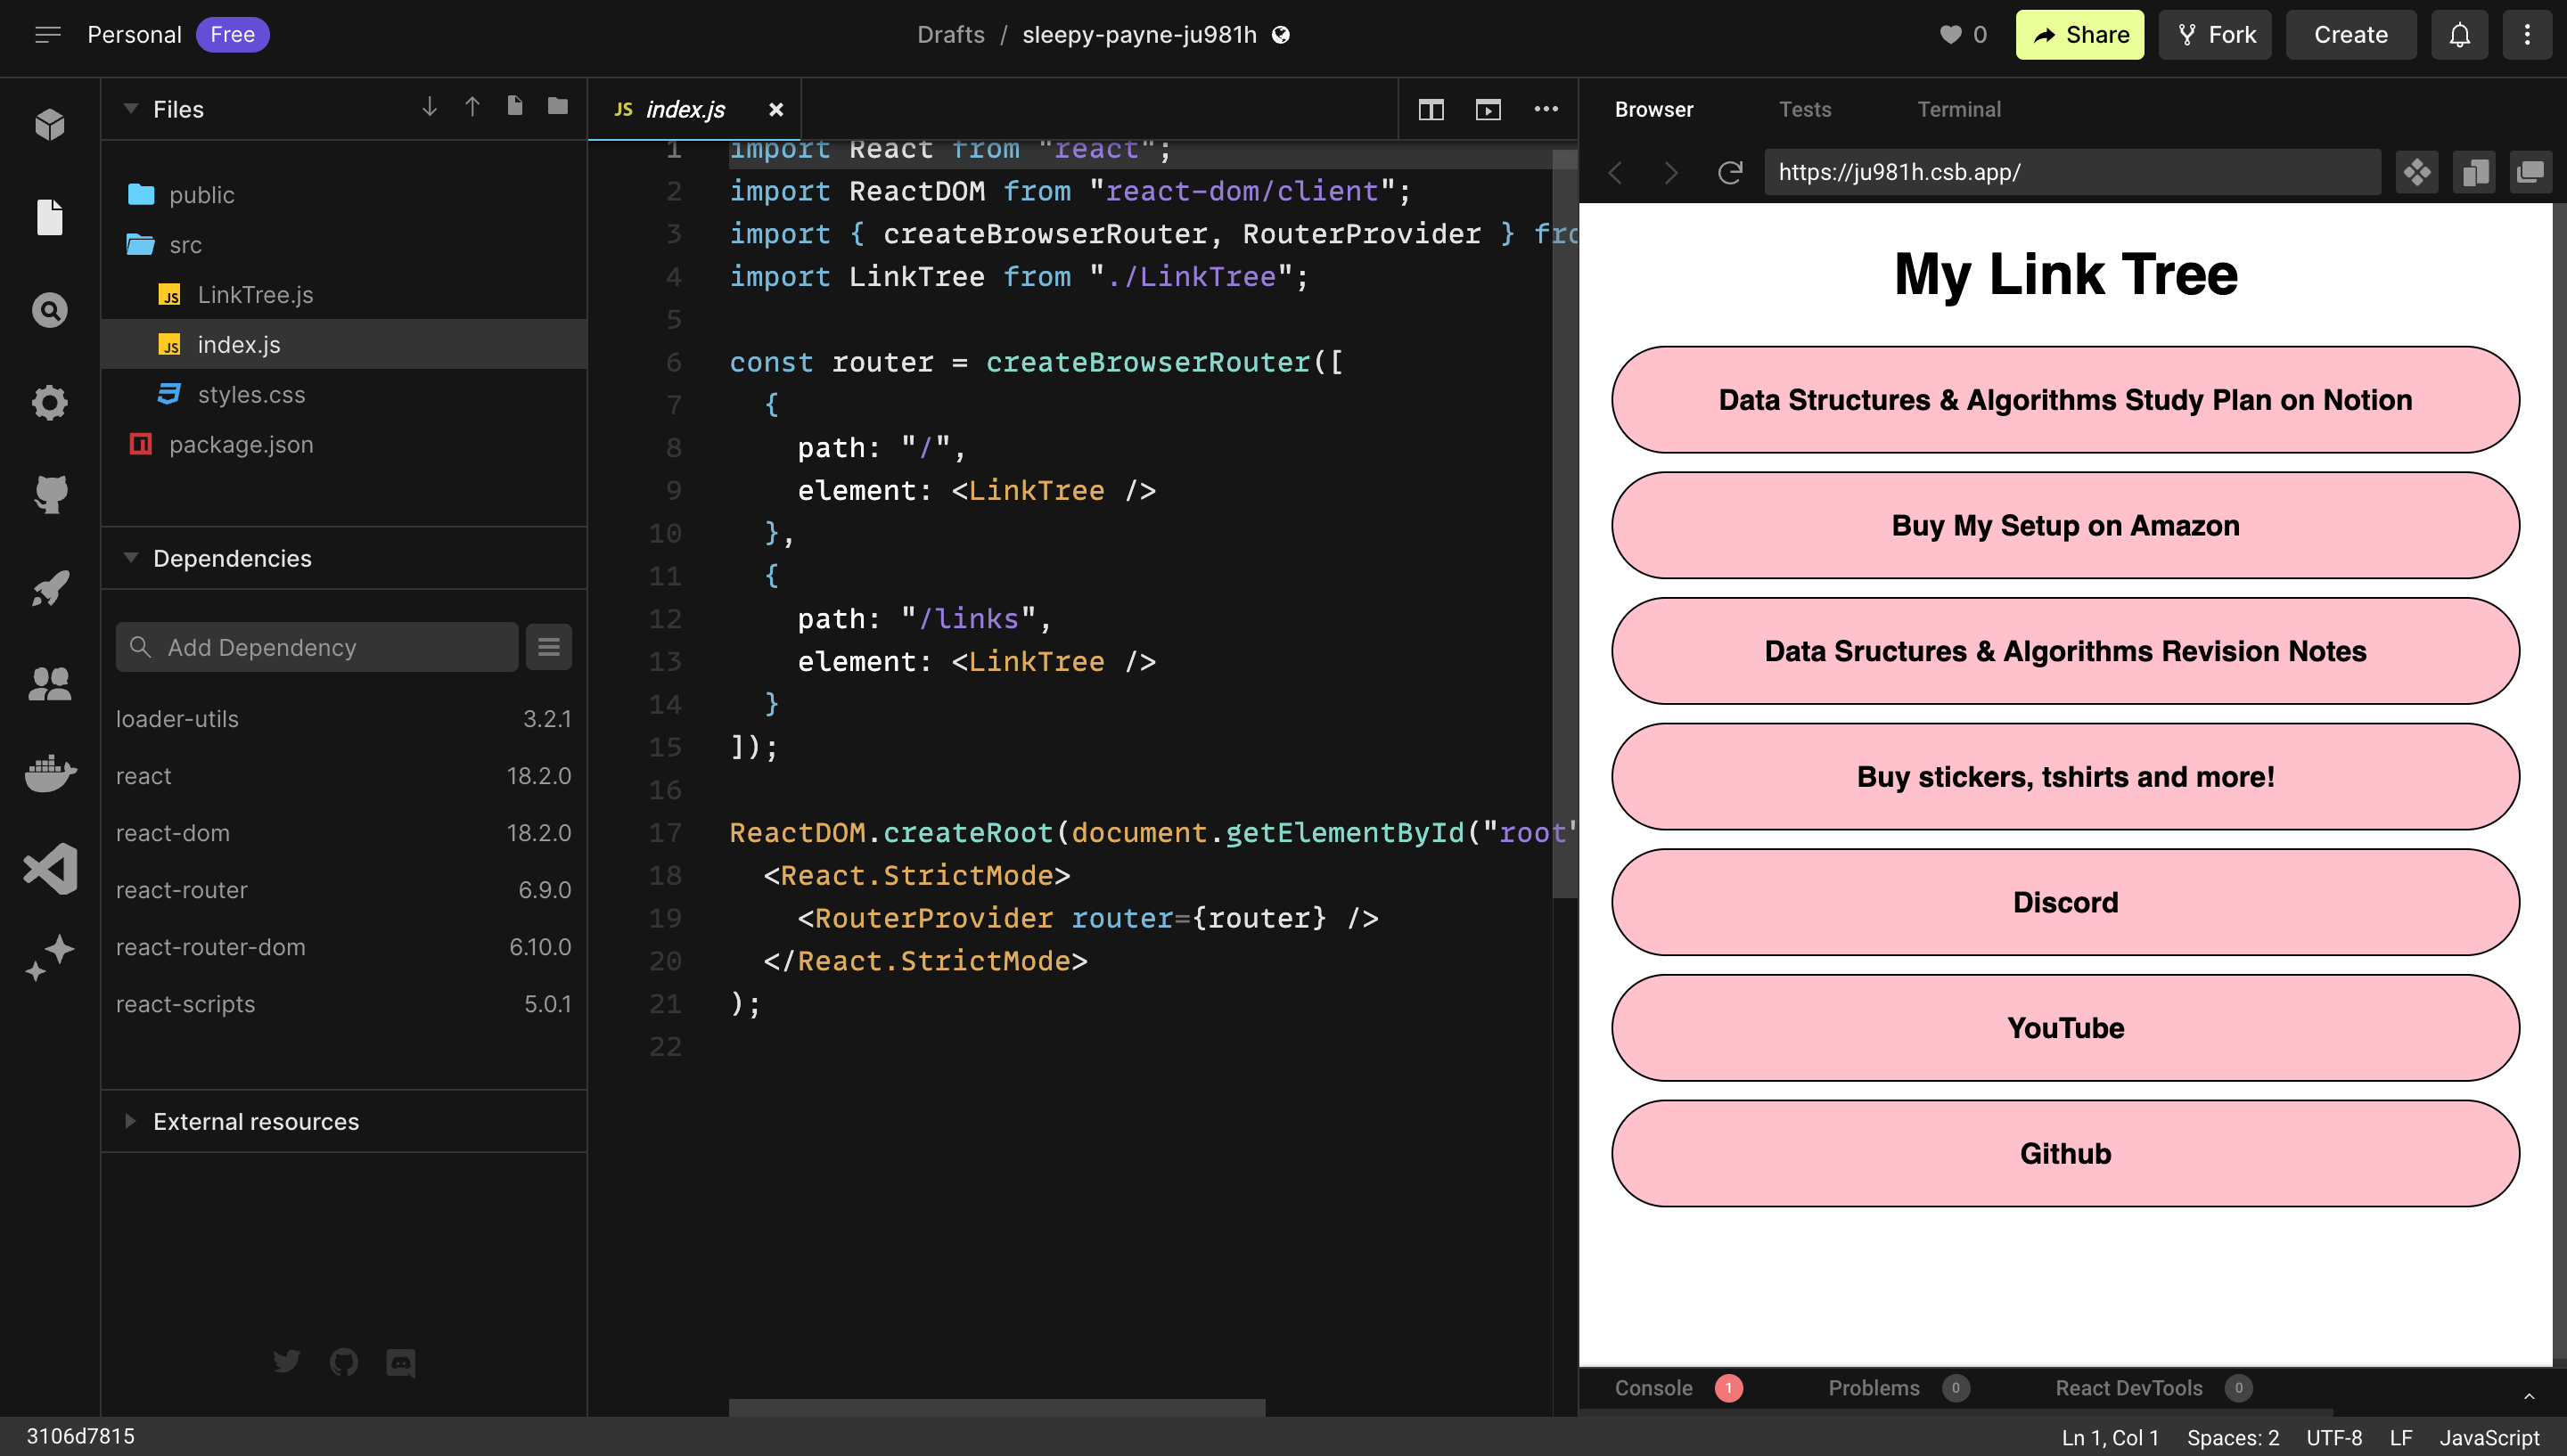 Personal Free
Drafts / sleepy-payne-ju981h
0
Share
Fork
Create
Files
public
src
LinkTree.js
index.js
styles.css
package.json
Dependencies
Add Dependency
loader-utils 3.2.1
react 18.2.0
react-dom 18.2.0
react-router 6.9.0
react-router-dom 6.10.0
react-scripts 5.0.1
External resources
JS index.js
1 import React from "react";
2 import ReactDOM from "react-dom/client";
3 import { createBrowserRouter, RouterProvider } fro
4 import LinkTree from "./LinkTree";
5
6 const router = createBrowserRouter([
7 {
8 path: "/",
9 element: <LinkTree />
10 },
11 {
12 path: "/links",
13 element: <LinkTree />
14 }
15 ]);
16
17 ReactDOM.createRoot(document.getElementById("root"
18 <React.StrictMode>
19 <RouterProvider router={router} />
20 </React.StrictMode>
21 );
22
Browser Tests Terminal
https://ju981h.csb.app/
My Link Tree
Data Structures & Algorithms Study Plan on Notion
Buy My Setup on Amazon
Data Sructures & Algorithms Revision Notes
Buy stickers, tshirts and more!
Discord
YouTube
Github
Console 1 Problems 0 React DevTools 0
3106d7815
Ln 1, Col 1 Spaces: 2 UTF-8 LF JavaScript